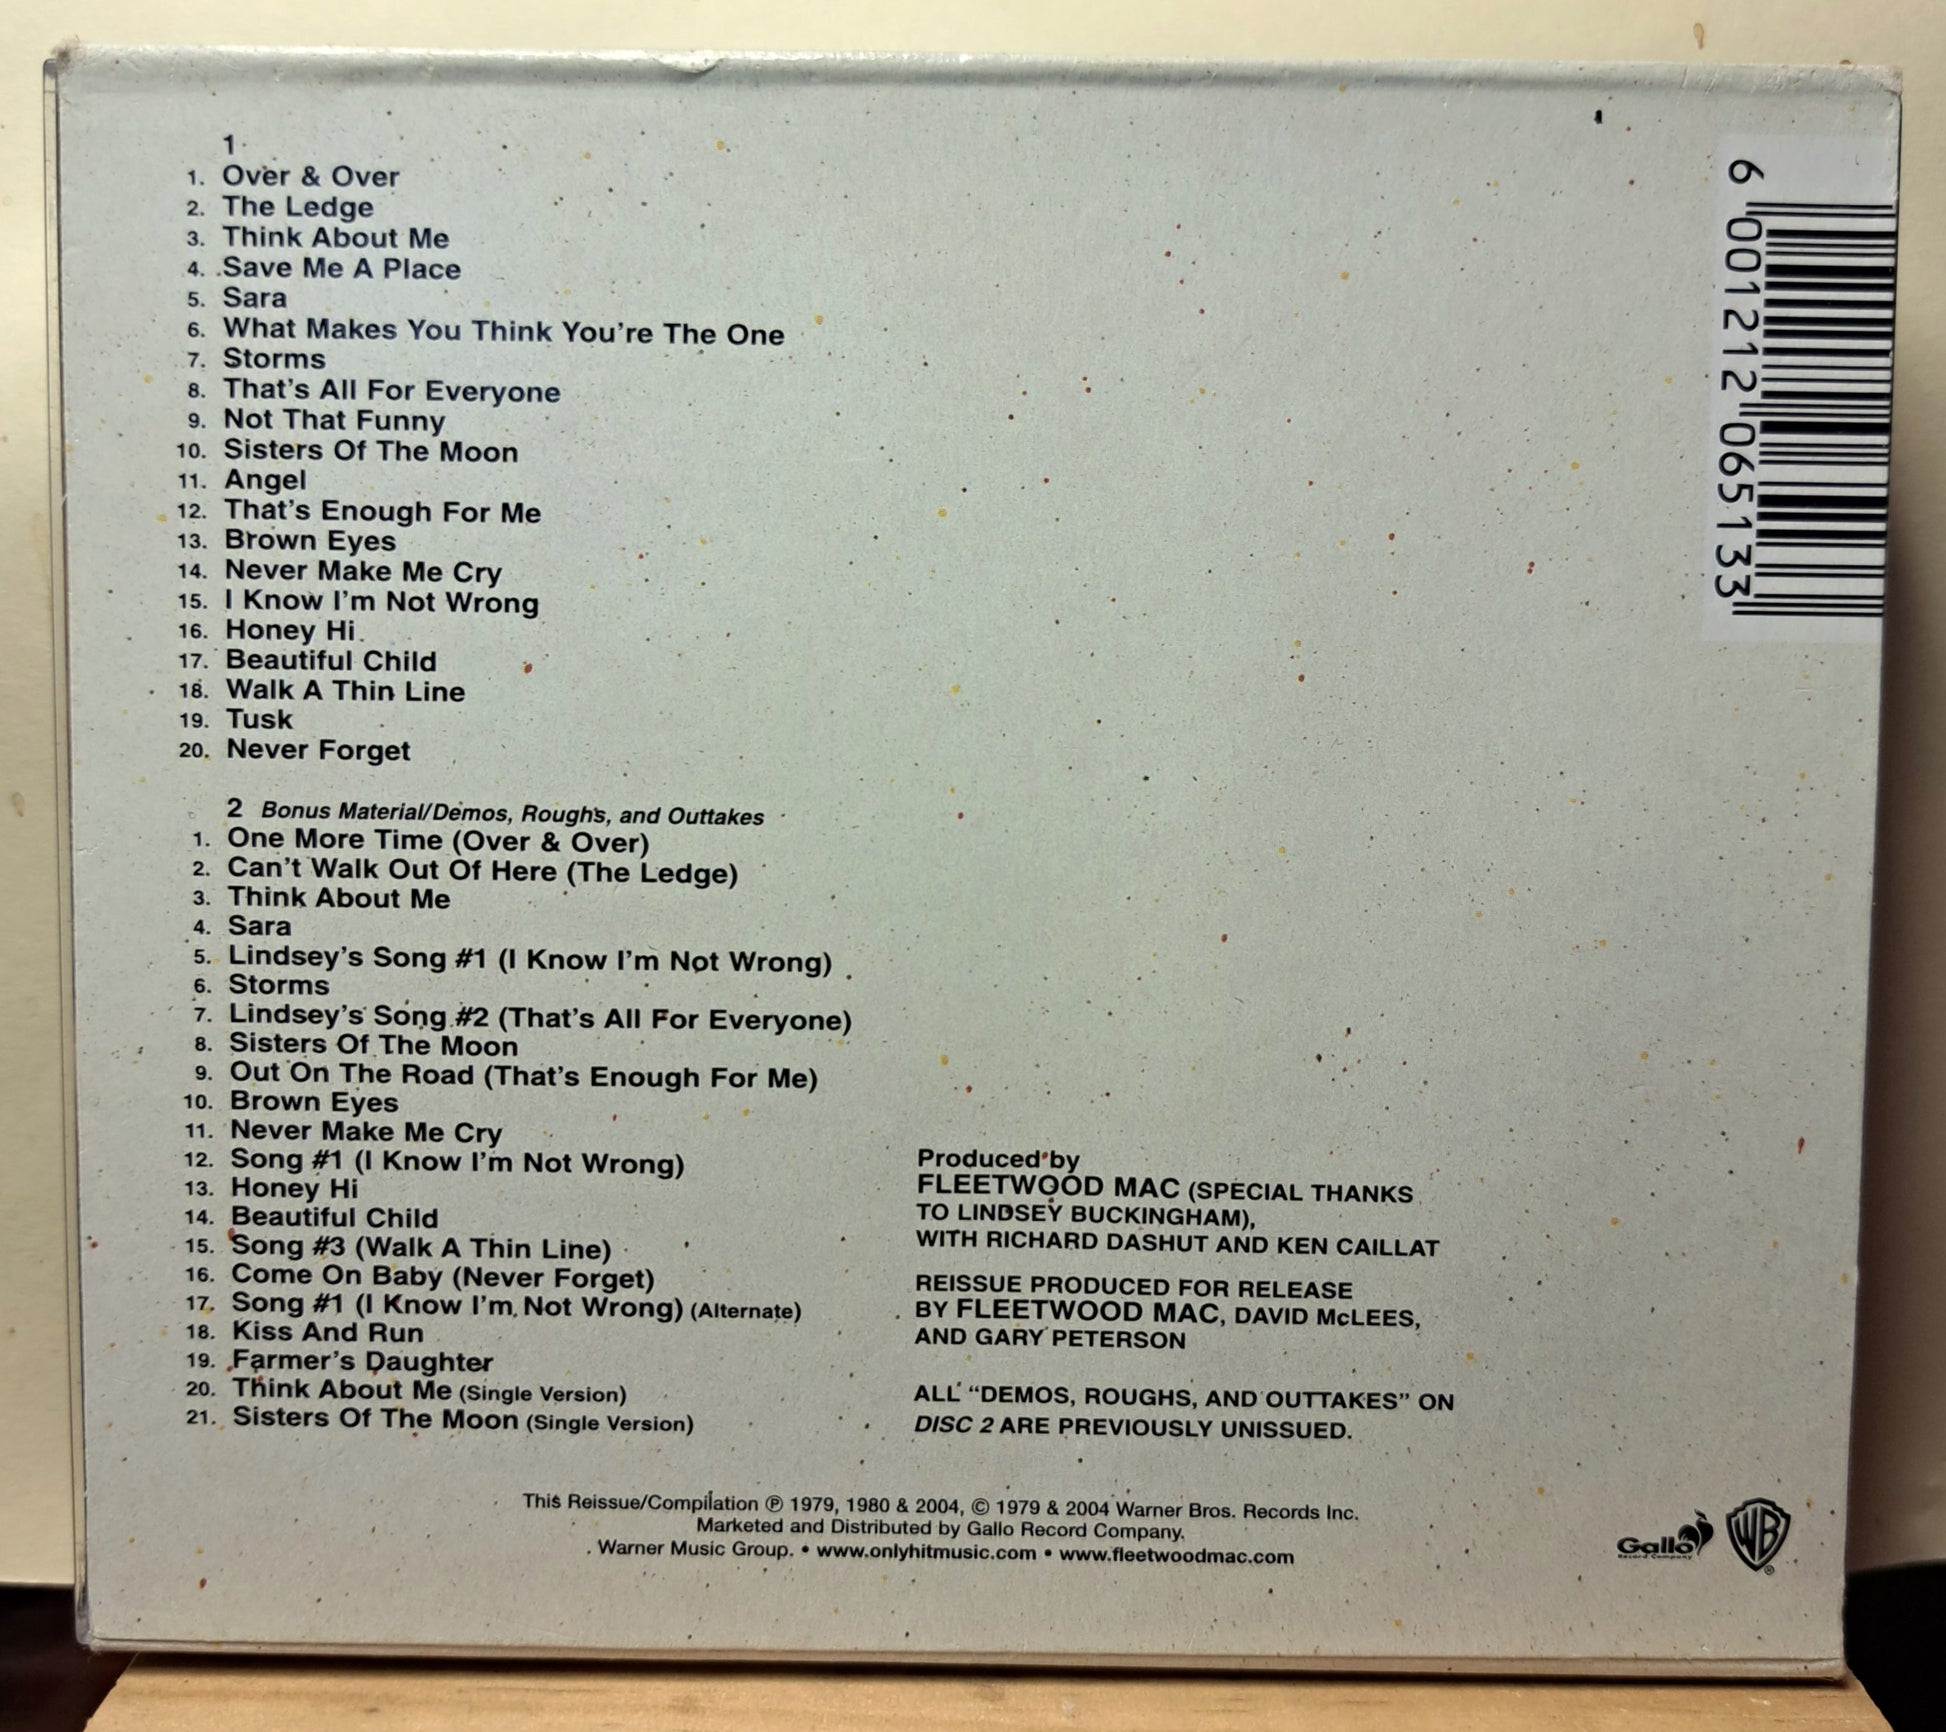 1
1. Over & Over
2. The Ledge
3. Think About Me
4. Save Me A Place
5. Sara
6. What Makes You Think You're The One
7. Storms
8. That's All For Everyone
9. Not That Funny
10. Sisters Of The Moon
11. Angel
12. That's Enough For Me
13. Brown Eyes
14. Never Make Me Cry
15. I Know I'm Not Wrong
16. Honey Hi
17. Beautiful Child
18. Walk A Thin Line
19. Tusk
20. Never Forget
2 Bonus Material/Demos, Roughs, and Outtakes
1. One More Time (Over & Over)
2. Can't Walk Out Of Here (The Ledge)
3. Think About Me
4. Sara
5. Lindsey's Song #1 (I Know I'm Not Wrong)
6. Storms
7. Lindsey's Song #2 (That's All For Everyone)
8. Sisters Of The Moon
9. Out On The Road (That's Enough For Me)
10. Brown Eyes
11. Never Make Me Cry
12. Song #1 (I Know I'm Not Wrong)
13. Honey Hi
14. Beautiful Child
15. Song #3 (Walk A Thin Line)
16. Come On Baby (Never Forget)
17. Song #1 (I Know I'm Not Wrong) (Alternate)
18. Kiss And Run
19. Farmer's Daughter
20. Think About Me (Single Version)
21. Sisters Of The Moon (Single Version)
Produced by
FLEETWOOD MAC (SPECIAL THANKS
TO LINDSEY BUCKINGHAM),
WITH RICHARD DASHUT AND KEN CAILLAT
REISSUE PRODUCED FOR RELEASE
BY FLEETWOOD MAC, DAVID McLEES,
AND GARY PETERSON
ALL "DEMOS, ROUGHS, AND OUTTAKES" ON
DISC 2 ARE PREVIOUSLY UNISSUED.
This Reissue/Compilation ℗ 1979, 1980 & 2004, © 1979 & 2004 Warner Bros. Records Inc.
Marketed and Distributed by Gallo Record Company.
Warner Music Group. • www.onlyhitmusic.com • www.fleetwoodmac.com
Gallo
Record Company
WB
®
6 001212 065133